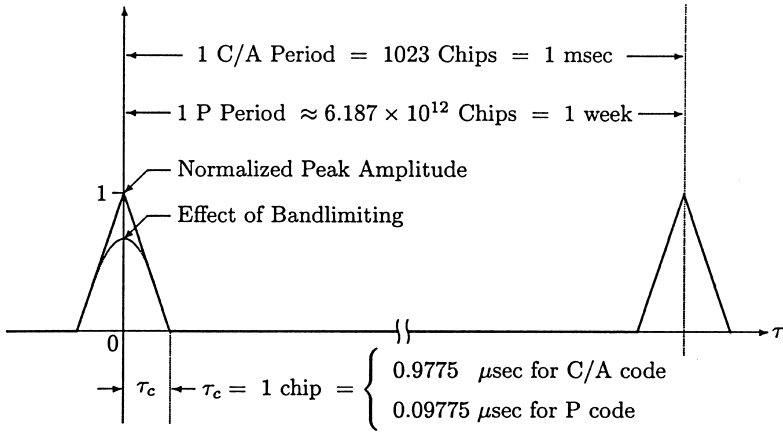 1 C/A Period = 1023 Chips = 1 msec
1 P Period ≈ 6.187 × 10¹² Chips = 1 week
Normalized Peak Amplitude
1
Effect of Bandlimiting
0
τ
τc
τc = 1 chip = { 0.9775 μsec for C/A code
0.09775 μsec for P code